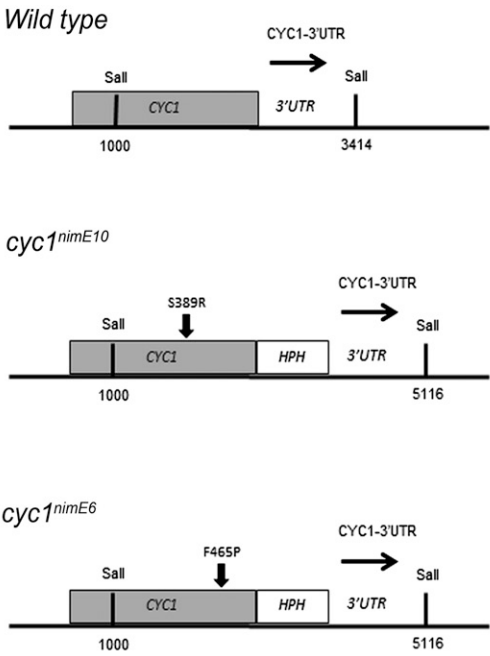 Wild type
CYC1-3'UTR
SalI SalI
CYC1 3'UTR
1000 3414
cyc1nimE10
CYC1-3'UTR
S389R
SalI SalI
CYC1 HPH 3'UTR
1000 5116
cyc1nimE6
CYC1-3'UTR
F465P
SalI SalI
CYC1 HPH 3'UTR
1000 5116